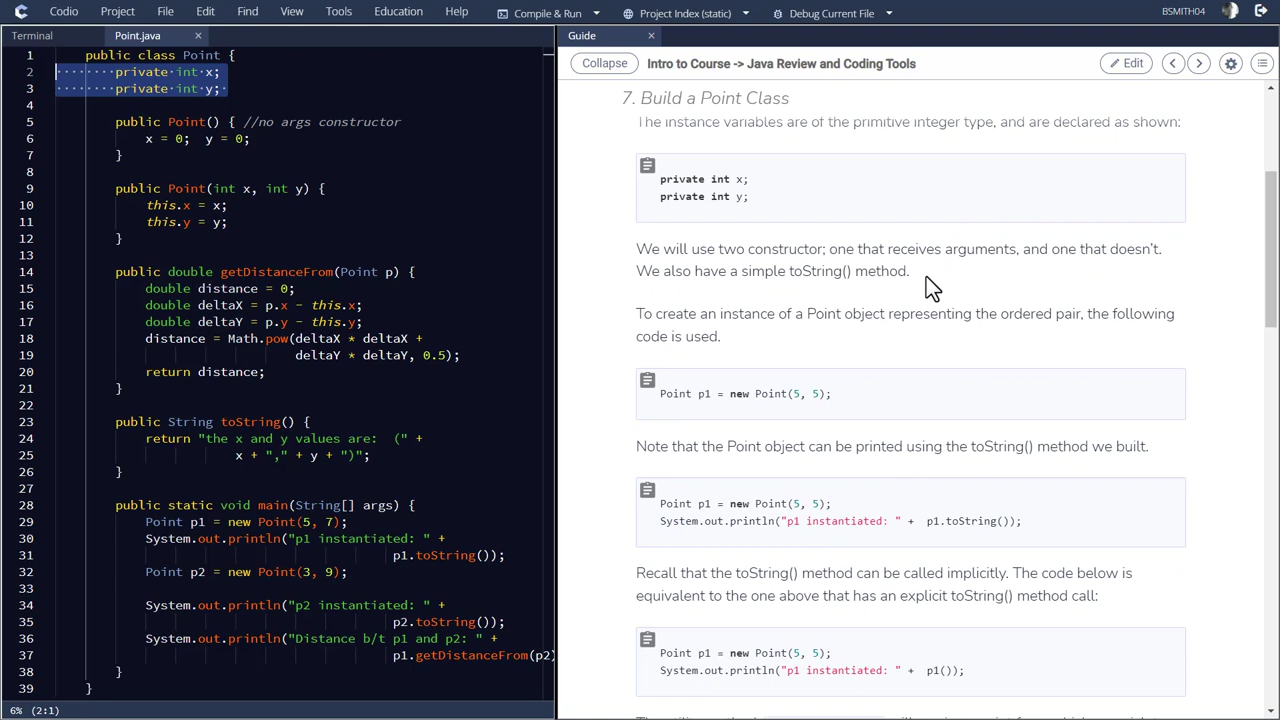 Codio Project File Edit Find View Tools Education Help Compile & Run Project Index (static) Debug Current File BSMITH04
Terminal Point.java Guide
Collapse Intro to Course -> Java Review and Coding Tools Edit
1 public class Point {
2 private int x;
3 private int y;
4
5 public Point() { //no args constructor
6 x = 0; y = 0;
7 }
8
9 public Point(int x, int y) {
10 this.x = x;
11 this.y = y;
12 }
13
14 public double getDistanceFrom(Point p) {
15 double distance = 0;
16 double deltaX = p.x - this.x;
17 double deltaY = p.y - this.y;
18 distance = Math.pow(deltaX * deltaX +
19 deltaY * deltaY, 0.5);
20 return distance;
21 }
22
23 public String toString() {
24 return "the x and y values are: (" +
25 x + "," + y + ")";
26 }
27
28 public static void main(String[] args) {
29 Point p1 = new Point(5, 7);
30 System.out.println("p1 instantiated: " +
31 p1.toString());
32 Point p2 = new Point(3, 9);
33
34 System.out.println("p2 instantiated: " +
35 p2.toString());
36 System.out.println("Distance b/t p1 and p2: " +
37 p1.getDistanceFrom(p2)
38 }
39 }
6% (2:1)
7. Build a Point Class
The instance variables are of the primitive integer type, and are declared as shown:
private int x;
private int y;
We will use two constructor; one that receives arguments, and one that doesn't.
We also have a simple toString() method.
To create an instance of a Point object representing the ordered pair, the following
code is used.
Point p1 = new Point(5, 5);
Note that the Point object can be printed using the toString() method we built.
Point p1 = new Point(5, 5);
System.out.println("p1 instantiated: " + p1.toString());
Recall that the toString() method can be called implicitly. The code below is
equivalent to the one above that has an explicit toString() method call:
Point p1 = new Point(5, 5);
System.out.println("p1 instantiated: " + p1());